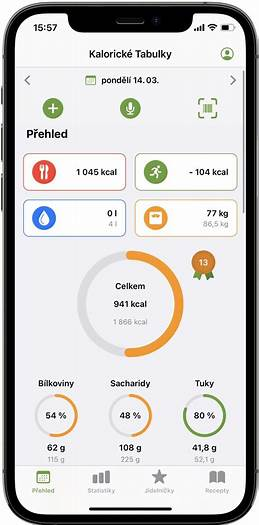 15:57
Kalorické Tabulky
pondělí 14. 03.
Přehled
1 045 kcal
- 104 kcal
0 l
4 l
77 kg
86,5 kg
13
Celkem
941 kcal
1 866 kcal
Bílkoviny
Sacharidy
Tuky
54 %
48 %
80 %
62 g
108 g
41,8 g
115 g
225 g
52,1 g
Přehled
Statistiky
Jídelníčky
Recepty